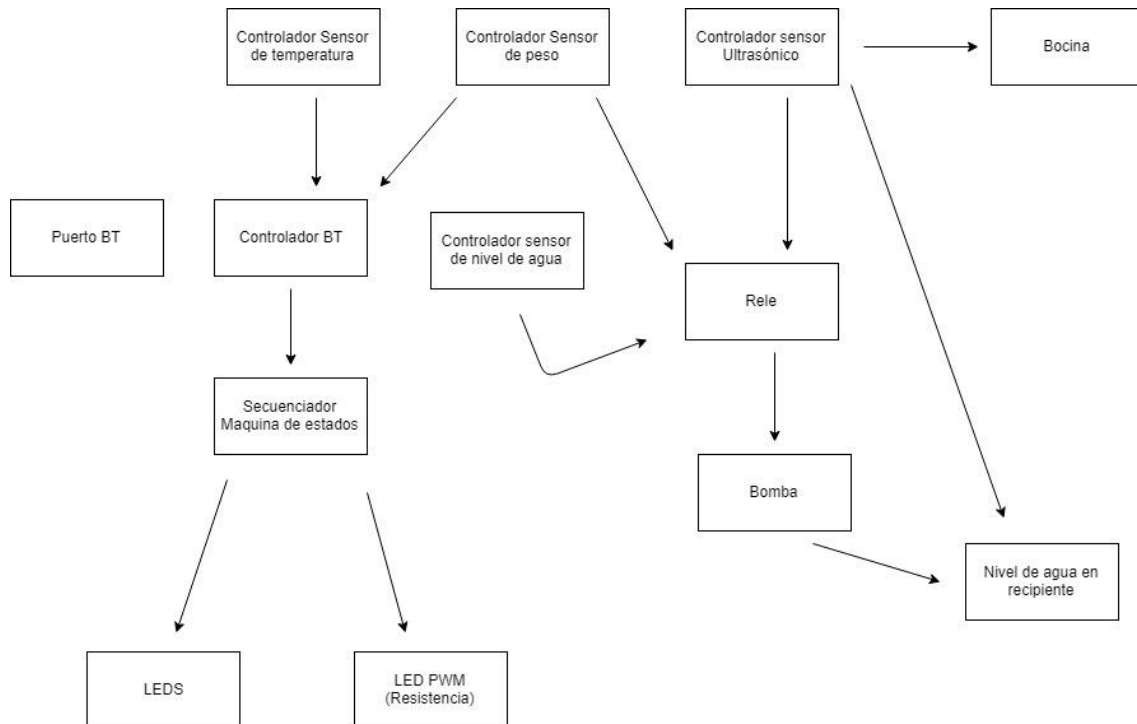 Controlador Sensor
de temperatura
Controlador Sensor
de peso
Controlador sensor
Ultrasónico
Bocina
Puerto BT
Controlador BT
Controlador sensor
de nivel de agua
Rele
Secuenciador
Maquina de estados
Bomba
Nivel de agua en
recipiente
LEDS
LED PWM
(Resistencia)